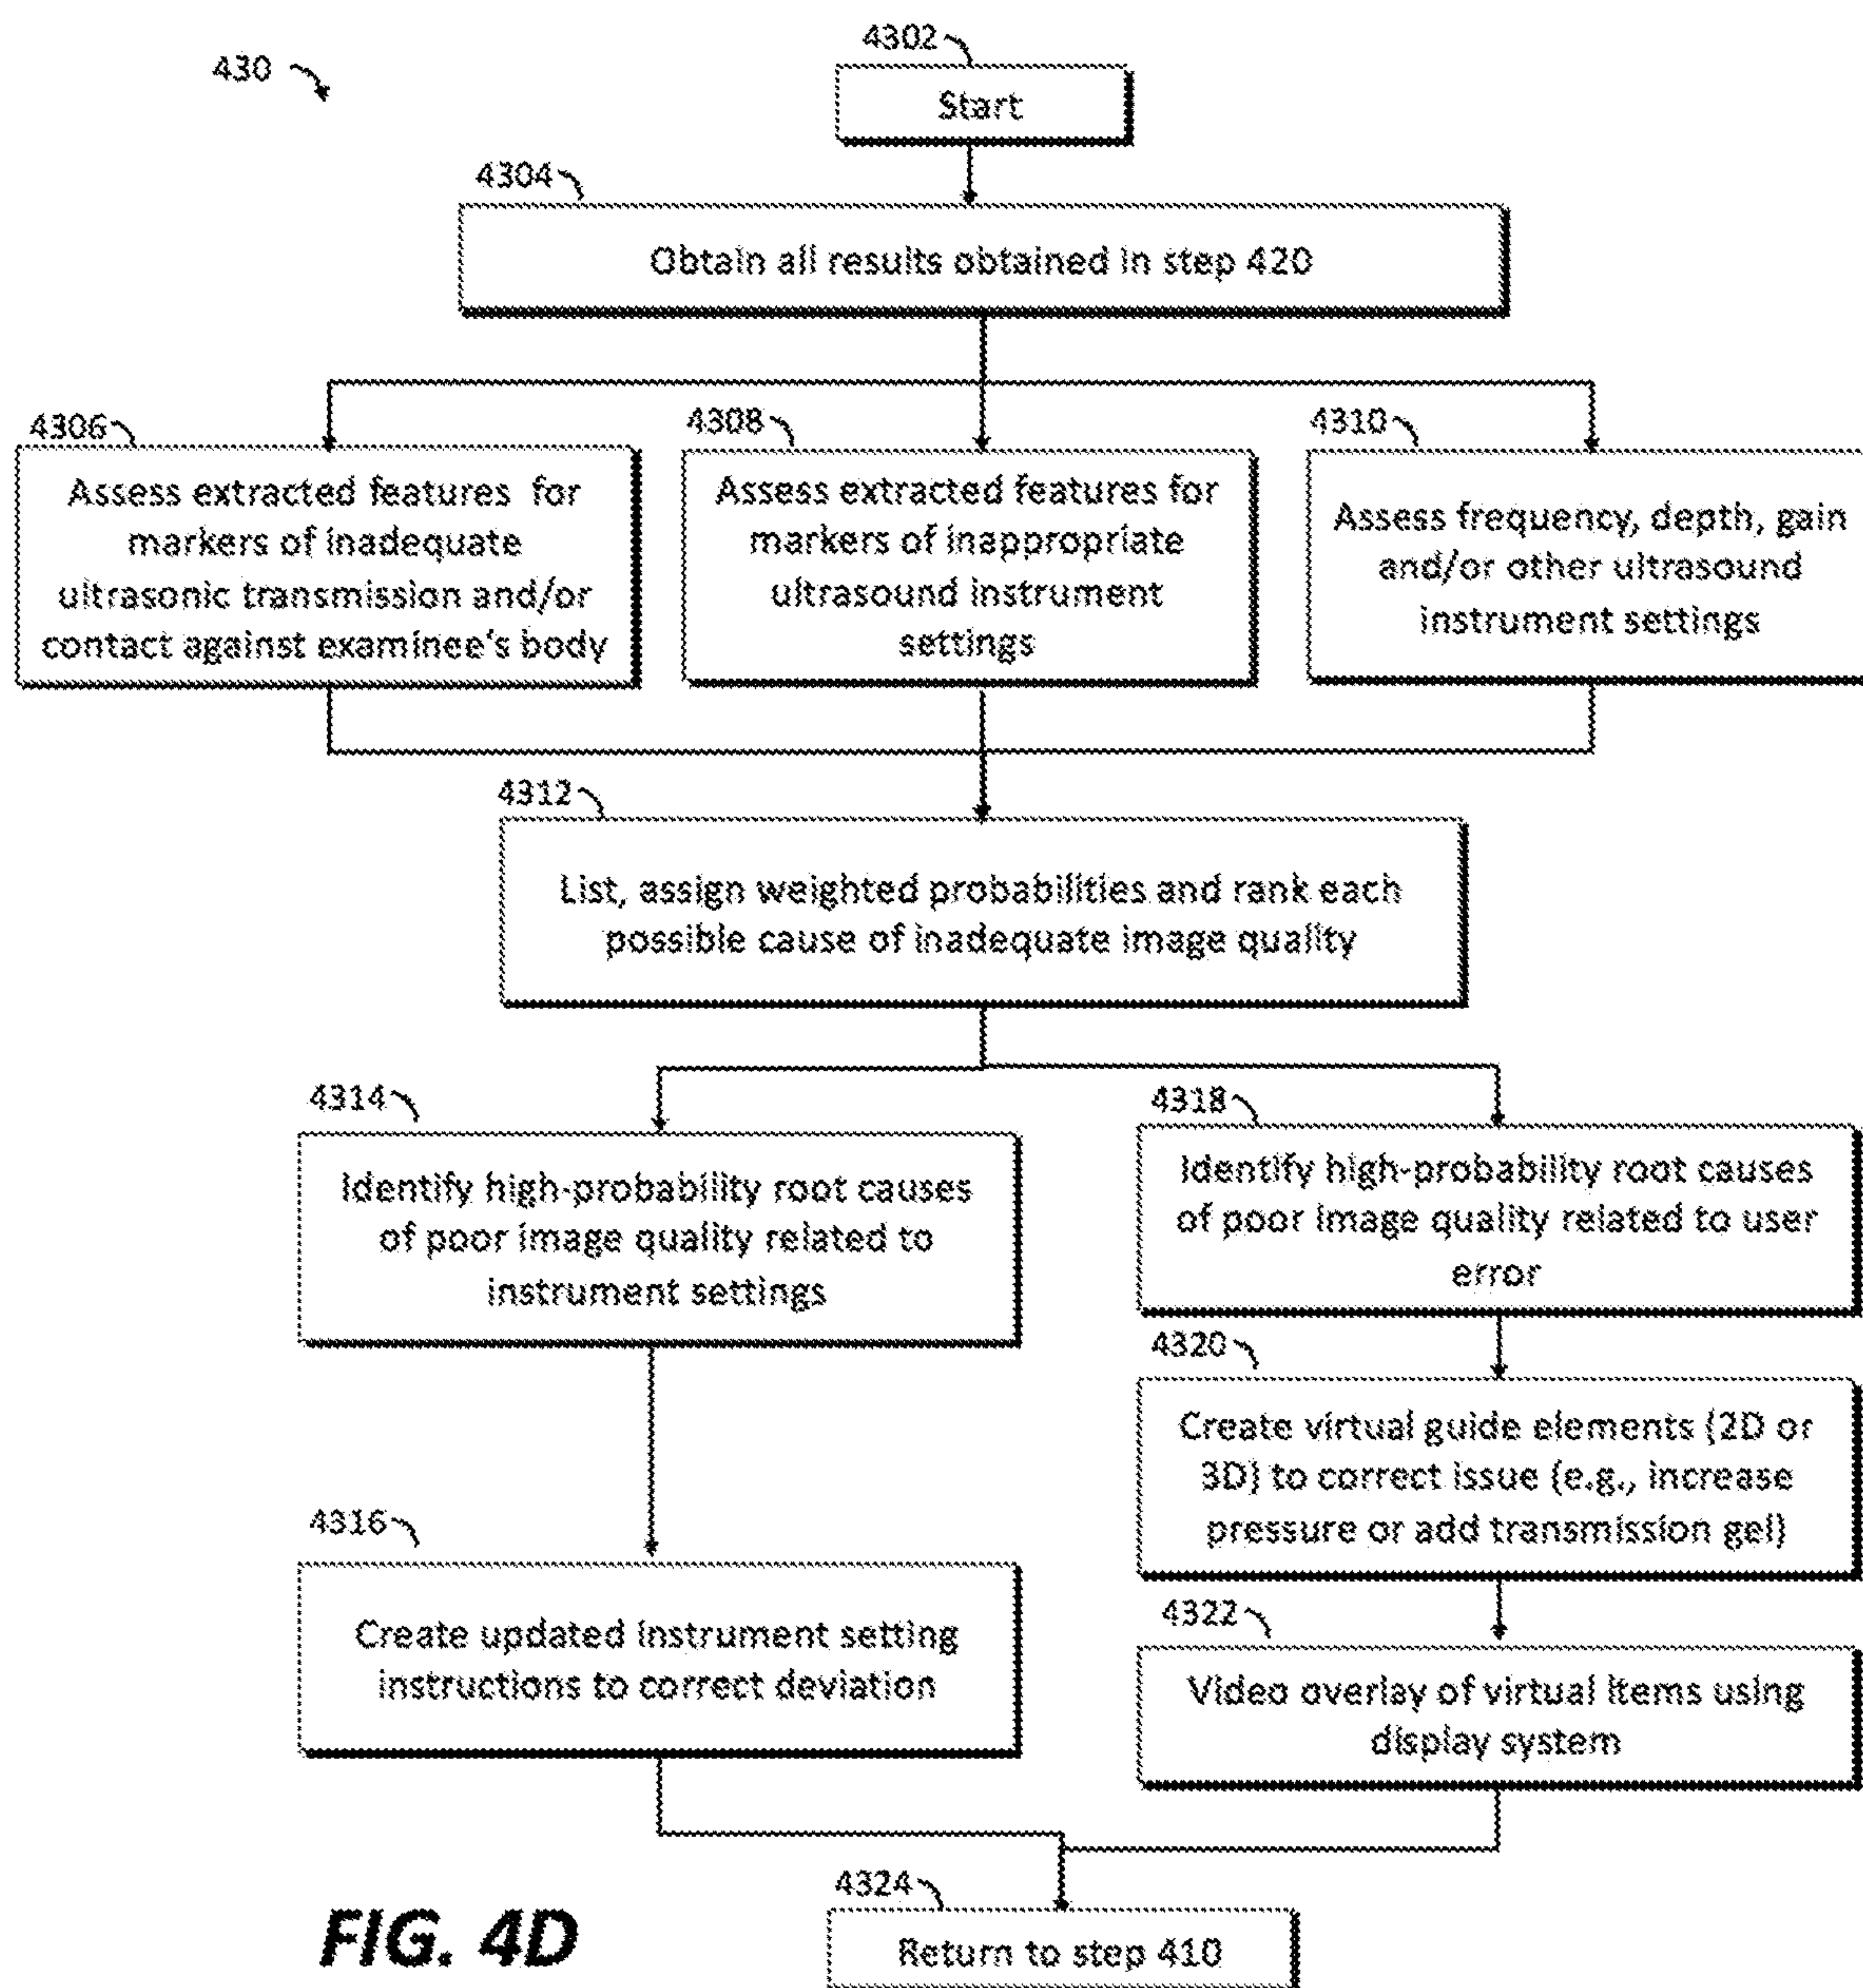 430
4302
Start
4304
Obtain all results obtained in step 420
4306
Assess extracted features for
markers of inadequate
ultrasonic transmission and/or
contact against examinee's body
4308
Assess extracted features for
markers of inappropriate
ultrasound instrument
settings
4310
Assess frequency, depth, gain
and/or other ultrasound
instrument settings
4312
List, assign weighted probabilities and rank each
possible cause of inadequate image quality
4314
Identify high-probability root causes
of poor image quality related to
instrument settings
4316
Create updated instrument setting
instructions to correct deviation
4318
Identify high-probability root causes
of poor image quality related to user
error
4320
Create virtual guide elements (2D or
3D) to correct issue (e.g., increase
pressure or add transmission gel)
4322
Video overlay of virtual items using
display system
4324
Return to step 410
FIG. 4D